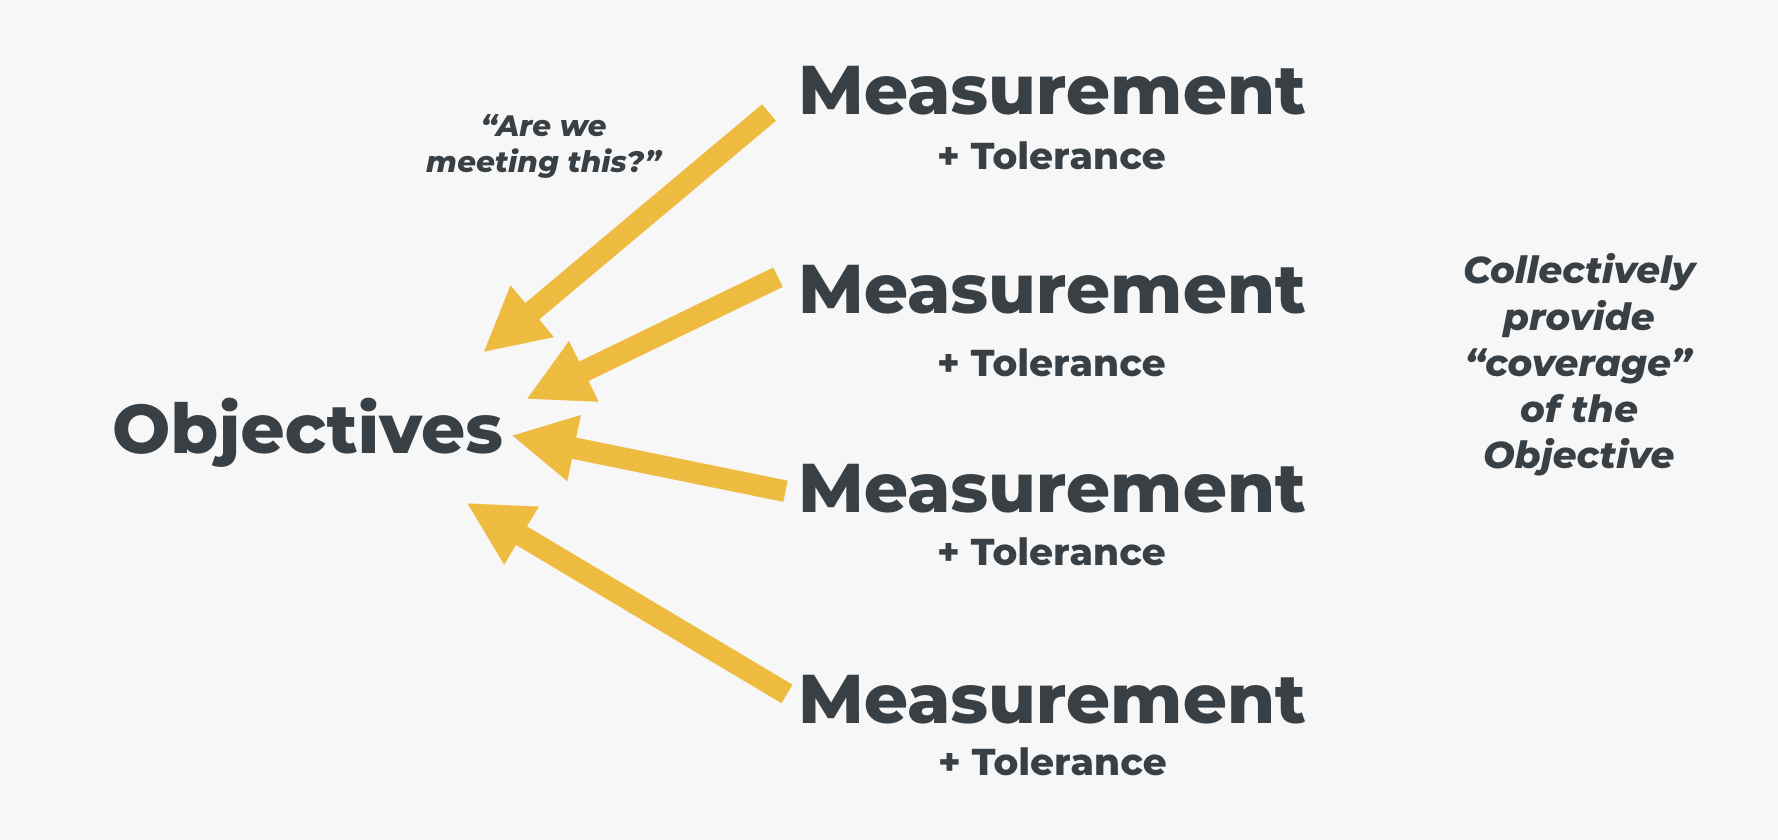 “Are we
meeting this?”
Objectives
Measurement
+ Tolerance
Measurement
+ Tolerance
Measurement
+ Tolerance
Measurement
+ Tolerance
Collectively
provide
“coverage”
of the
Objective